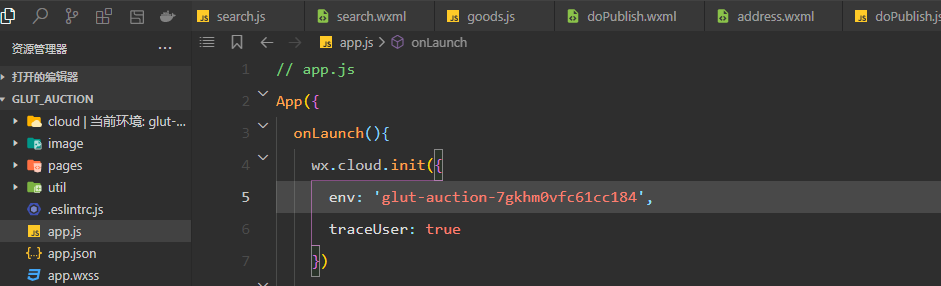 search.js search.wxml goods.js doPublish.wxml address.wxml doPublish.js
资源管理器 ...
app.js > onLaunch
打开的编辑器
GLUT_AUCTION
cloud | 当前环境: glut-...
image
pages
util
.eslintrc.js
app.js
app.json
app.wxss
1 // app.js
2 App({
3 onLaunch(){
4 wx.cloud.init({
5 env: 'glut-auction-7gkhm0vfc61cc184',
6 traceUser: true
7 })